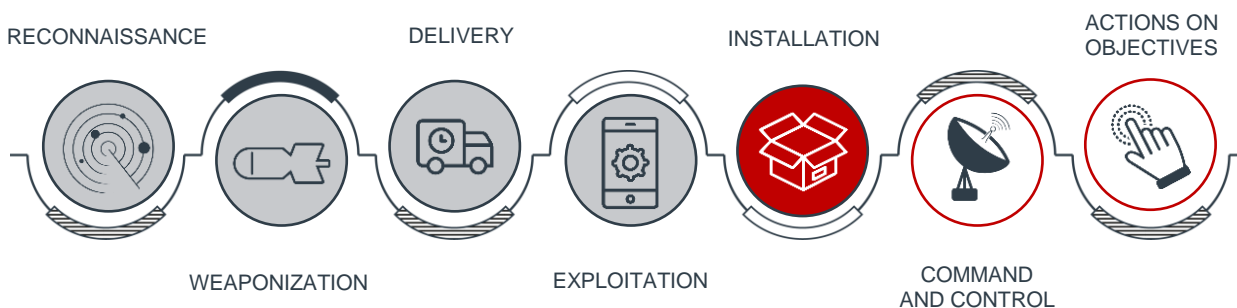 RECONNAISSANCE
WEAPONIZATION
DELIVERY
EXPLOITATION
INSTALLATION
COMMAND
AND CONTROL
ACTIONS ON
OBJECTIVES